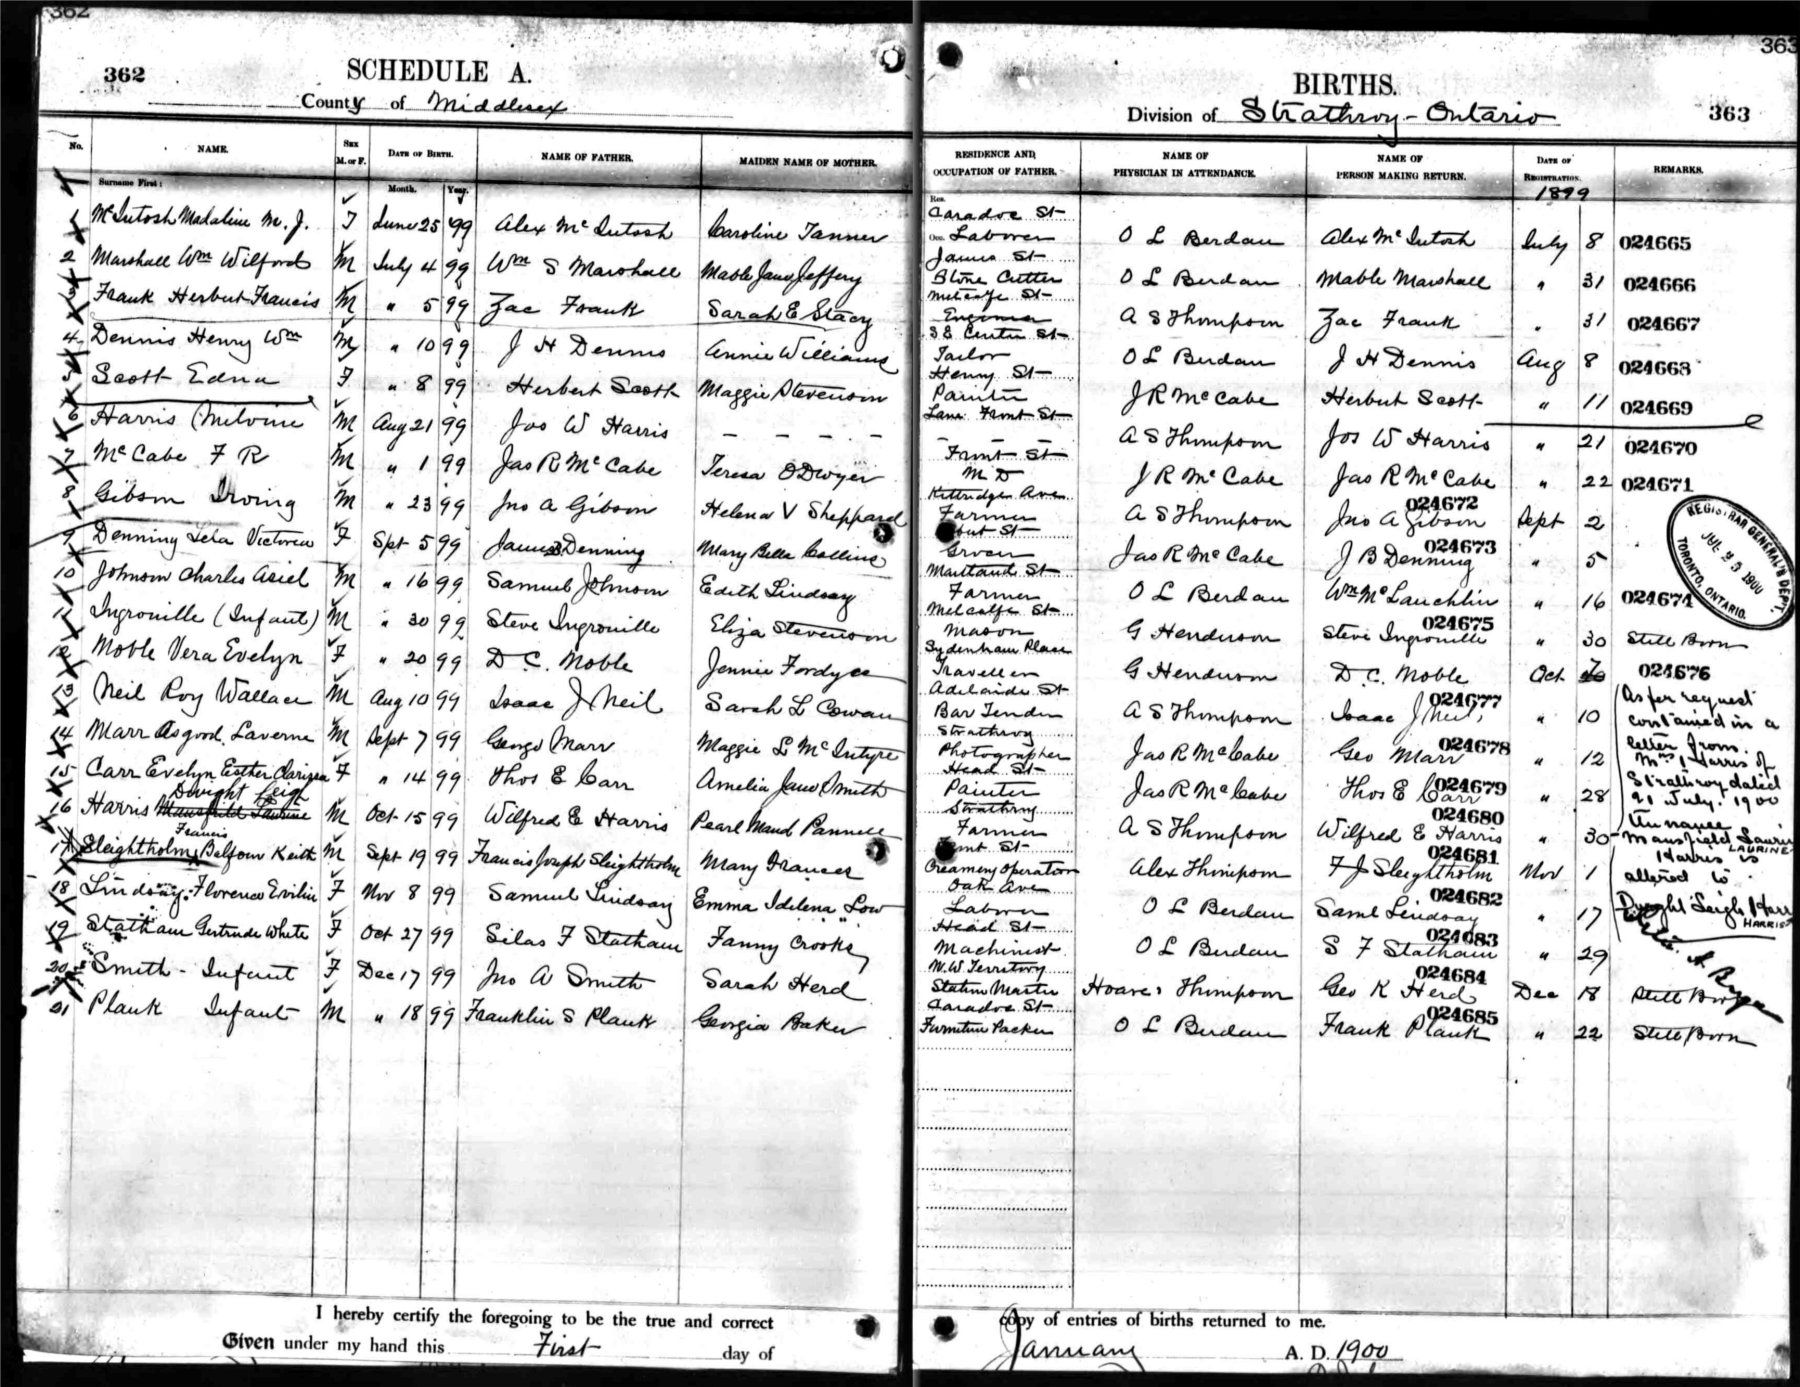 362
363
362
SCHEDULE A.
County of Middlesex
No.
NAME.
Sex
M. or F.
DATE OF BIRTH.
NAME OF FATHER.
MAIDEN NAME OF MOTHER.
Surname First:
Month.
Year.
1 McIntosh Madaline M. J. F June 25 '99 Alex McIntosh Caroline Tanner
2 Marshall Wm Wilford M July 4 99 Wm S Marshall Mable Jane Jeffery
3 Frank Herbert Francis M " 5 99 Zac Frank Sarah E Stacy
4 Dennis Henry Wm M " 10 99 J H Dennis Annie Williams
5 Scott Edna F " 8 99 Herbert Scott Maggie Stevenson
6 Harris Milvine M Aug 21 99 Jos W Harris - - - -
7 McCabe F R M " 1 99 Jas R McCabe Teresa ODwyer
8 Gibson Irving M " 23 99 Jno A Gibson Helena V Sheppard
9 Denning Lela Victoria F Spt 5 99 James B Denning Mary Bella Collins
10 Johnson Charles Asiel M " 16 99 Samuel Johnson Edith Lindsay
11 Ingrouille (Infant) M " 30 99 Steve Ingrouille Eliza Stevenson
12 Noble Vera Evelyn F " 20 99 D. C. Noble Jennie Fordyce
13 Neil Roy Wallace M Aug 10 99 Isaac J Neil Sarah L Cowan
14 Marr Osgood Laverne M Sept 7 99 George Marr Maggie L McIntyre
15 Carr Evelyn Esther Clarissa F " 14 99 Thos E Carr Amelia Jane Smith
Dwight Leigh
16 Harris Mansfield Laurine M Oct 15 99 Wilfred E Harris Pearl Maud Pannell
Francis
17 Sleightholm Balfour Keith M Sept 19 99 Francis Joseph Sleightholm Mary Frances
18 Lindsay Florence Evilin F Nov 8 99 Samuel Lindsay Emma Idelena Low
19 Statham Gertrude White F Oct 27 99 Silas F Statham Fanny Crooks
20 Smith - Infant F Dec 17 99 Jno A Smith Sarah Herd
21 Plank Infant M " 18 99 Franklin S Plank Georgia Baker
I hereby certify the foregoing to be the true and correct
Given under my hand this First day of
BIRTHS.
Division of Strathroy - Ontario
363
RESIDENCE AND
OCCUPATION OF FATHER.
NAME OF
PHYSICIAN IN ATTENDANCE.
NAME OF
PERSON MAKING RETURN.
DATE OF
REGISTRATION.
REMARKS.
1899
Res.
Caradoc St
Occ. Laborer O L Berdan Alex McIntosh July 8 024665
James St
Stone Cutter O L Berdan Mable Marshall " 31 024666
Metcalfe St
Engineer A S Thompson Zac Frank " 31 024667
S E Centre St
Tailor O L Berdan J H Dennis Aug 8 024668
Henry St
Painter J R McCabe Herbert Scott " 11 024669
Lane Front St
- - - A S Thompson Jos W Harris " 21 024670
Front St
M D J R McCabe Jas R McCabe " 22 024671
Kittridge Ave
Farmer A S Thompson Jno A Gibson 024672 Sept 2
St
Grocer Jas R McCabe J B Denning 024673 " 5
Maitland St
Farmer O L Berdan Wm McLauchlin " 16 024674
Metcalfe St
Mason G Henderson Steve Ingrouille 024675 " 30 Still Born
Sydenham Place
Traveller G Henderson D. C. Noble Oct 024676
Adelaide St
Bar Tender A S Thompson Isaac J Neil 024677 " 10
Strathroy
Photographer Jas R McCabe Geo Marr 024678 " 12
Head St
Painter Jas R McCabe Thos E Carr 024679 " 28
Strathroy
Farmer A S Thompson Wilfred E Harris 024680 " 30
Front St
Creamery Operator Alex Thompson F J Sleightholm 024681 Nov 1
Oak Ave
Laborer O L Berdan Saml Lindsay 024682 " 17
Head St
Machinist O L Berdan S F Statham 024683 " 29
N. W. Territory
Station Master Hoare & Thompson Geo K Herd 024684 Dec 18 Still Born
Caradoc St
Furniture Packer O L Berdan Frank Plank 024685 " 22 Still Born
As per request
contained in a
letter from
Mrs Harris of
Strathroy dated
21 July. 1900
Mansfield Laurine
LAURINE
Harris is
altered to
Dwight Leigh Harris
HARRIS
REGISTRAR GENERAL'S DEPT.
JUL 23 1900
TORONTO, ONTARIO.
copy of entries of births returned to me.
January A. D. 1900